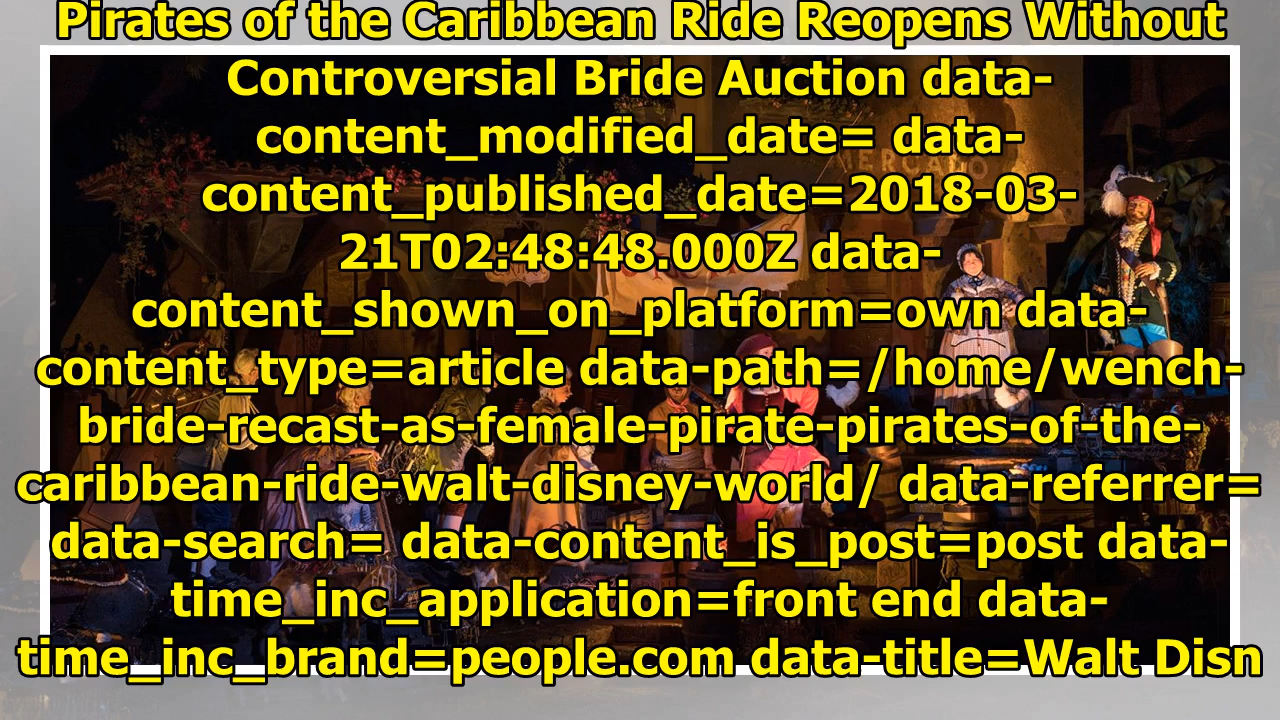 Pirates of the Caribbean Ride Reopens Without
Controversial Bride Auction data-
content_modified_date= data-
content_published_date=2018-03-
21T02:48:48.000Z data-
content_shown_on_platform=own data-
content_type=article data-path=/home/wench-
bride-recast-as-female-pirate-pirates-of-the-
caribbean-ride-walt-disney-world/ data-referrer=
data-search= data-content_is_post=post data-
time_inc_application=front end data-
time_inc_brand=people.com data-title=Walt Disn
MERCADO